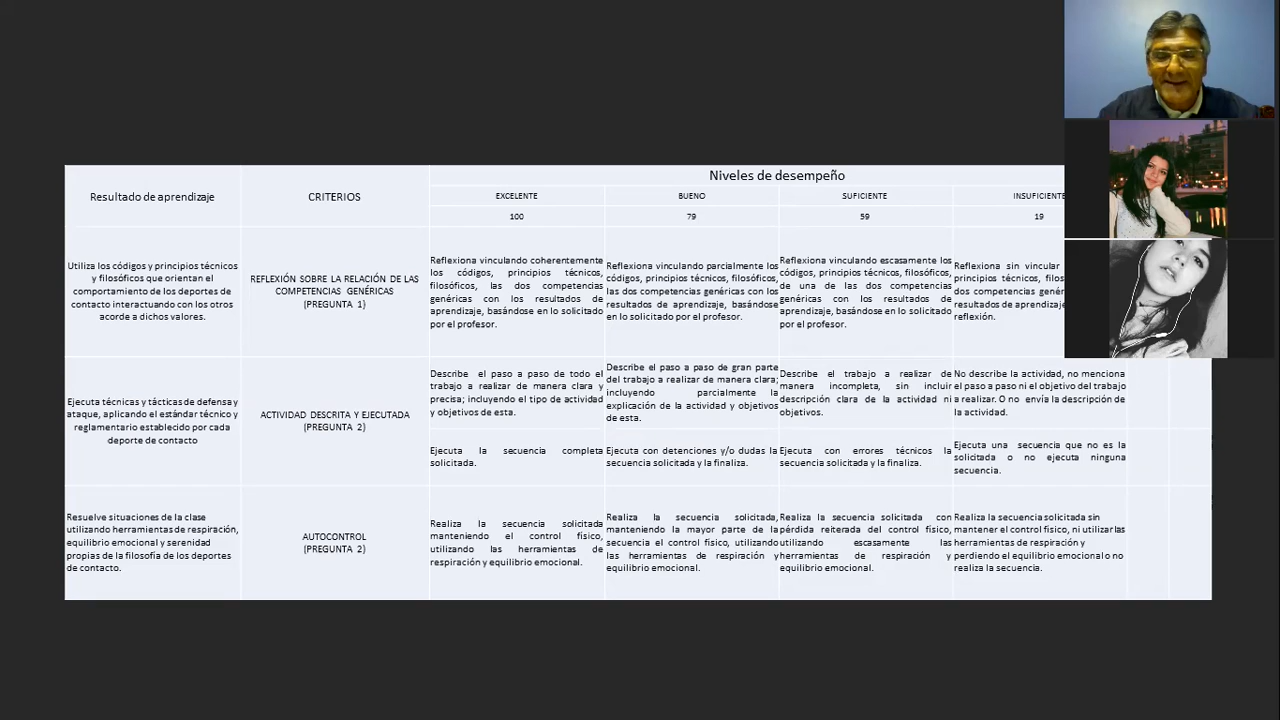 Resultado de aprendizaje
CRITERIOS
Niveles de desempeño
EXCELENTE
BUENO
SUFICIENTE
INSUFICIENTE
100
79
59
19
Utiliza los códigos y principios técnicos
y filosóficos que orientan el
comportamiento de los deportes de
contacto interactuando con los otros
acorde a dichos valores.
REFLEXIÓN SOBRE LA RELACIÓN DE LAS
COMPETENCIAS GENÉRICAS
(PREGUNTA 1)
Reflexiona vinculando coherentemente
los códigos, principios técnicos,
filosóficos, las dos competencias
genéricas con los resultados de
aprendizaje, basándose en lo solicitado
por el profesor.
Reflexiona vinculando parcialmente los
códigos, principios técnicos, filosóficos,
las dos competencias genéricas con los
resultados de aprendizaje, basándose
en lo solicitado por el profesor.
Reflexiona vinculando escasamente los
códigos, principios técnicos, filosóficos,
de una de las dos competencias
genéricas con los resultados de
aprendizaje, basándose en lo solicitado
por el profesor.
Reflexiona sin vincular
principios técnicos,
dos competencias
resultados de aprendizaje
reflexión.
Ejecuta técnicas y tácticas de defensa y
ataque, aplicando el estándar técnico y
reglamentario establecido por cada
deporte de contacto
ACTIVIDAD DESCRITA Y EJECUTADA
(PREGUNTA 2)
Describe el paso a paso de todo el
trabajo a realizar de manera clara y
precisa; incluyendo el tipo de actividad
y objetivos de esta.
Describe el paso a paso de gran parte
del trabajo a realizar de manera clara;
incluyendo parcialmente la
explicación de la actividad y objetivos
de esta.
Describe el trabajo a realizar de
manera incompleta, sin incluir
descripción clara de la actividad ni
objetivos.
No describe la actividad, no menciona
el paso a paso ni el objetivo del trabajo
a realizar. O no envía la descripción de
la actividad.
Ejecuta la secuencia completa
solicitada.
Ejecuta con detenciones y/o dudas la
secuencia solicitada y la finaliza.
Ejecuta con errores técnicos la
secuencia solicitada y la finaliza.
Ejecuta una secuencia que no es la
solicitada o no ejecuta ninguna
secuencia.
Resuelve situaciones de la clase
utilizando herramientas de respiración,
equilibrio emocional y serenidad
propias de la filosofía de los deportes
de contacto.
AUTOCONTROL
(PREGUNTA 2)
Realiza la secuencia solicitada
manteniendo el control físico,
utilizando las herramientas de
respiración y equilibrio emocional.
Realiza la secuencia solicitada,
manteniendo la mayor parte de la
secuencia el control físico, utilizando
las herramientas de respiración y
equilibrio emocional.
Realiza la secuencia solicitada con
pérdida reiterada del control físico,
utilizando escasamente las
herramientas de respiración y
equilibrio emocional.
Realiza la secuencia solicitada sin
mantener el control físico, ni utilizar las
herramientas de respiración y
perdiendo el equilibrio emocional o no
realiza la secuencia.